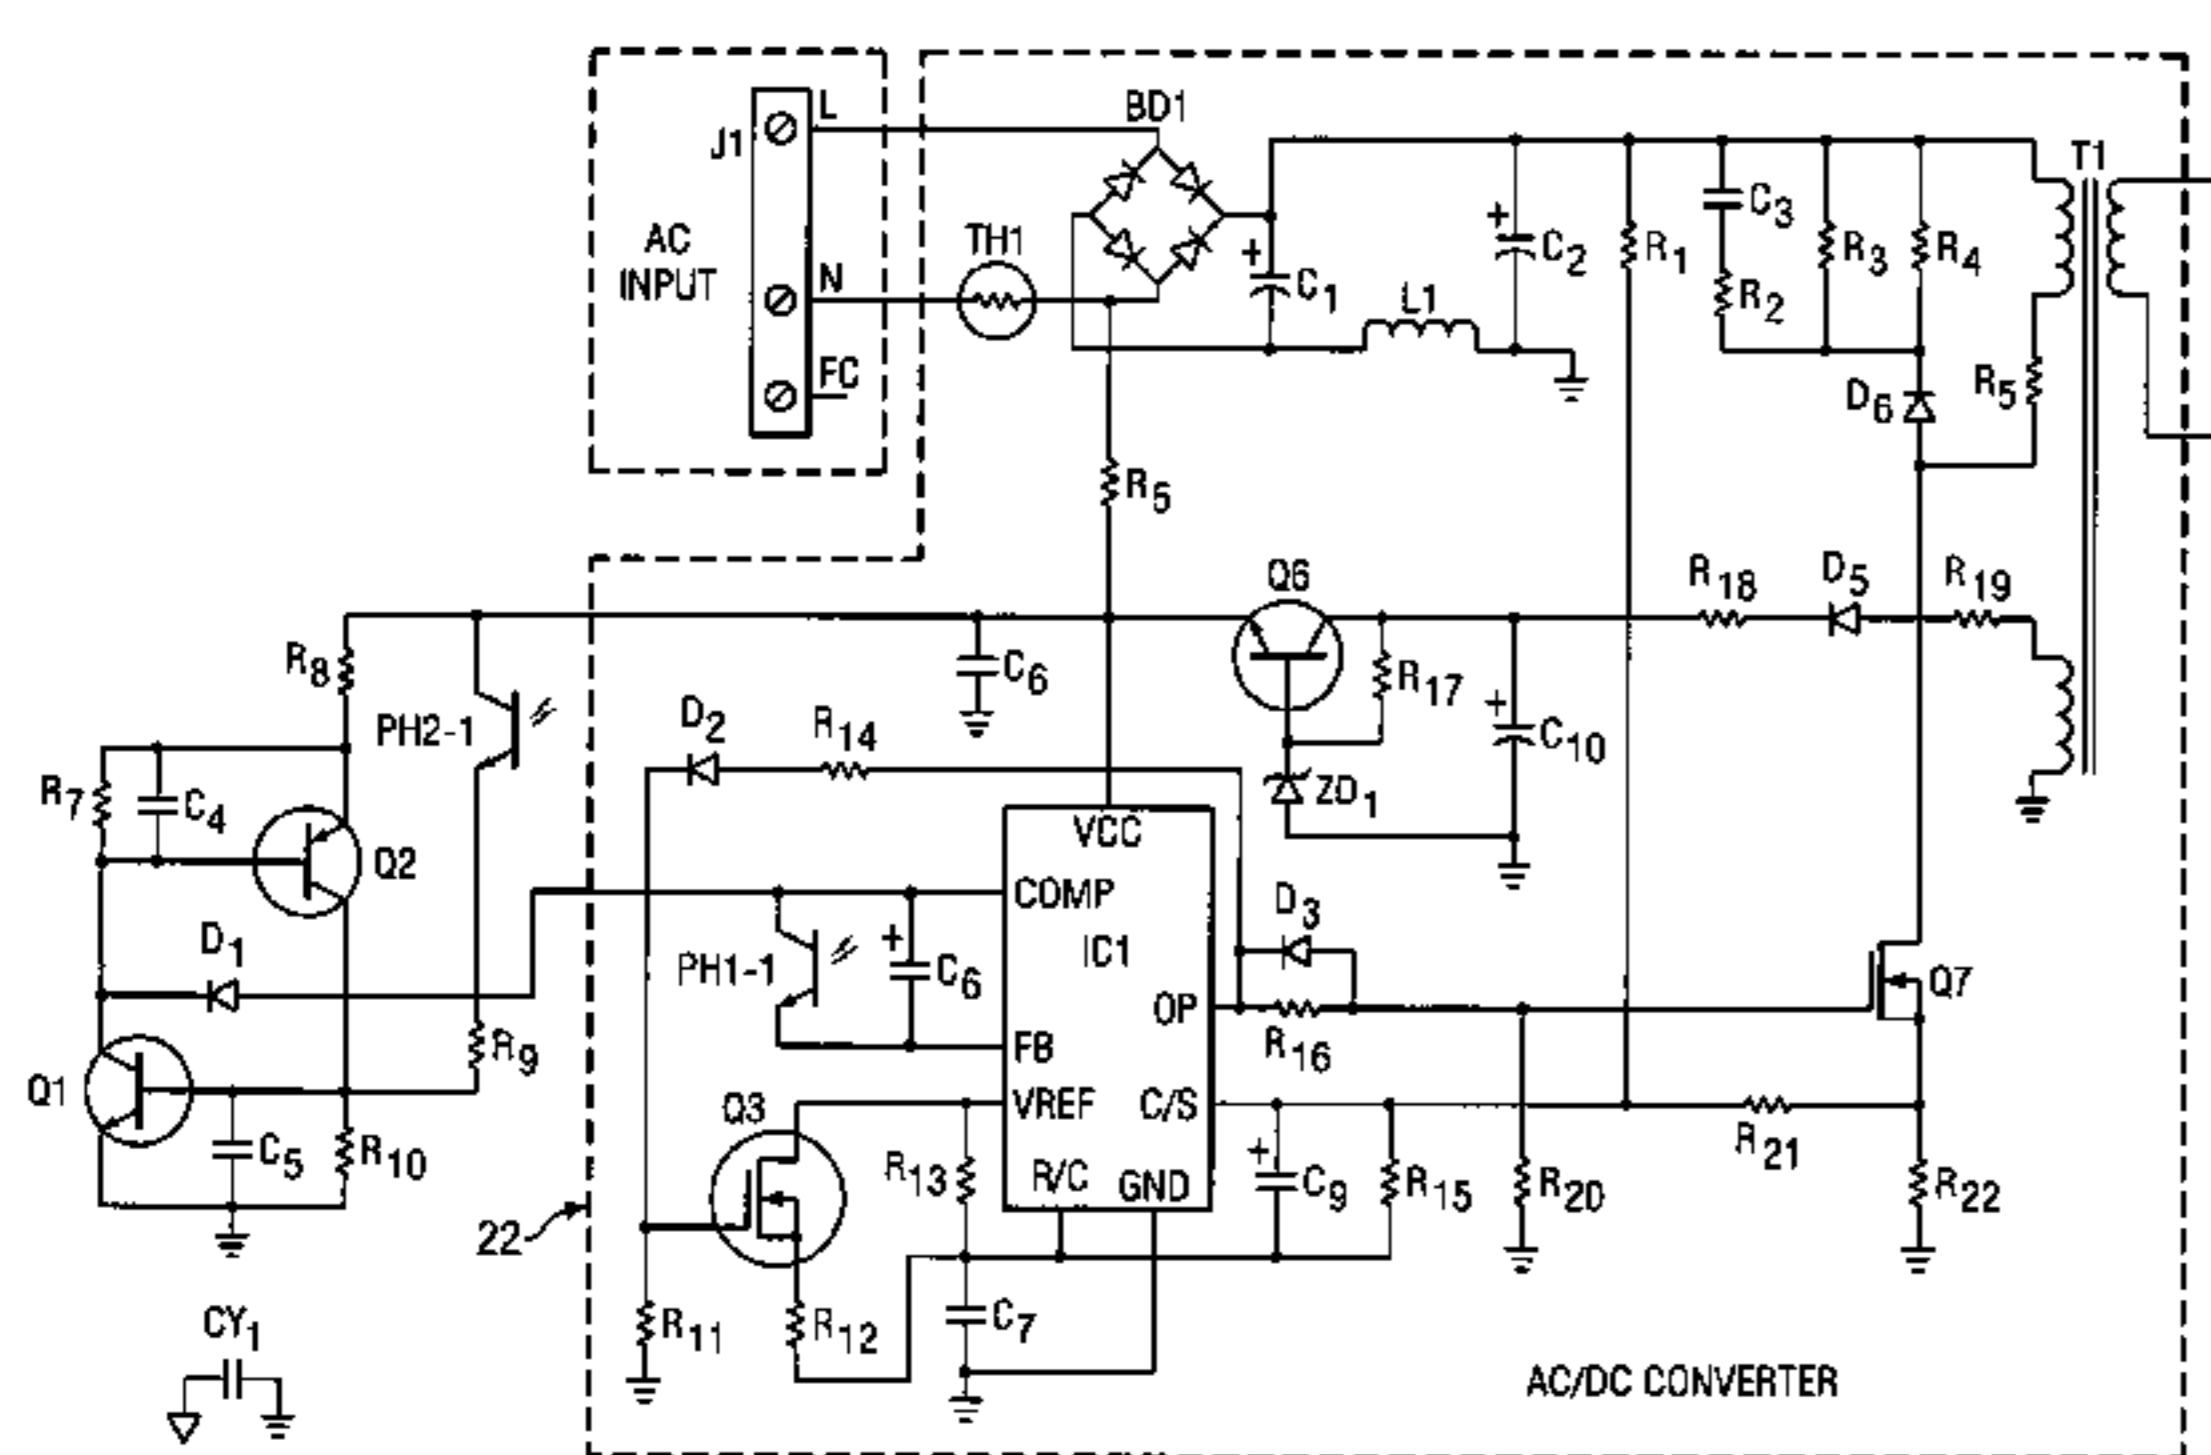 BD1
L
J1
T1
AC
INPUT
N
TH1
C3
C2
R1
R3
R4
C1
L1
R2
FC
D6
R5
R5
Q6
R18
D5
R19
R8
C6
R17
PH2-1
D2
R14
C10
R7
C4
ZD1
VCC
Q2
COMP
D3
D1
PH1-1
C6
IC1
OP
Q7
R9
FB
R16
Q1
Q3
VREF
C/S
C5
R10
R13
R/C
GND
C9
R15
R20
R21
R22
22
CY1
R11
R12
C7
AC/DC CONVERTER